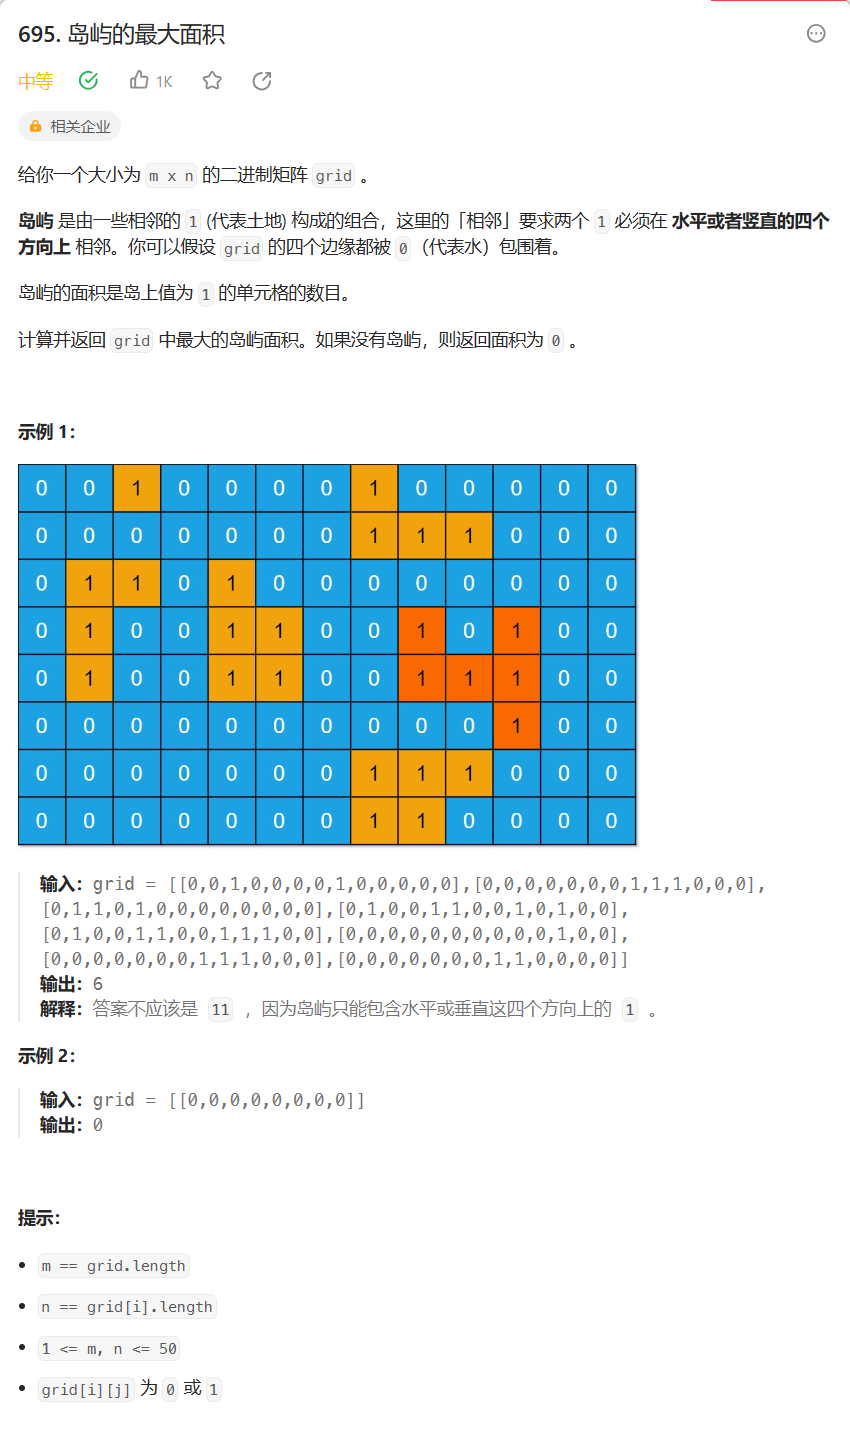 695. 岛屿的最大面积
中等 1K
相关企业
给你一个大小为 m x n 的二进制矩阵 grid 。
岛屿 是由一些相邻的 1 (代表土地) 构成的组合，这里的「相邻」要求两个 1 必须在 水平或者竖直的四个
方向上 相邻。你可以假设 grid 的四个边缘都被 0（代表水）包围着。
岛屿的面积是岛上值为 1 的单元格的数目。
计算并返回 grid 中最大的岛屿面积。如果没有岛屿，则返回面积为 0 。
示例 1：
0 0 1 0 0 0 0 1 0 0 0 0 0
0 0 0 0 0 0 0 1 1 1 0 0 0
0 1 1 0 1 0 0 0 0 0 0 0 0
0 1 0 0 1 1 0 0 1 0 1 0 0
0 1 0 0 1 1 0 0 1 1 1 0 0
0 0 0 0 0 0 0 0 0 0 1 0 0
0 0 0 0 0 0 0 1 1 1 0 0 0
0 0 0 0 0 0 0 1 1 0 0 0 0
输入：grid = [[0,0,1,0,0,0,0,1,0,0,0,0,0],[0,0,0,0,0,0,0,1,1,1,0,0,0],
[0,1,1,0,1,0,0,0,0,0,0,0,0],[0,1,0,0,1,1,0,0,1,0,1,0,0],
[0,1,0,0,1,1,0,0,1,1,1,0,0],[0,0,0,0,0,0,0,0,0,0,1,0,0],
[0,0,0,0,0,0,0,1,1,1,0,0,0],[0,0,0,0,0,0,0,1,1,0,0,0,0]]
输出：6
解释：答案不应该是 11 ，因为岛屿只能包含水平或垂直这四个方向上的 1 。
示例 2：
输入：grid = [[0,0,0,0,0,0,0,0]]
输出：0
提示：
• m == grid.length
• n == grid[i].length
• 1 <= m, n <= 50
• grid[i][j] 为 0 或 1